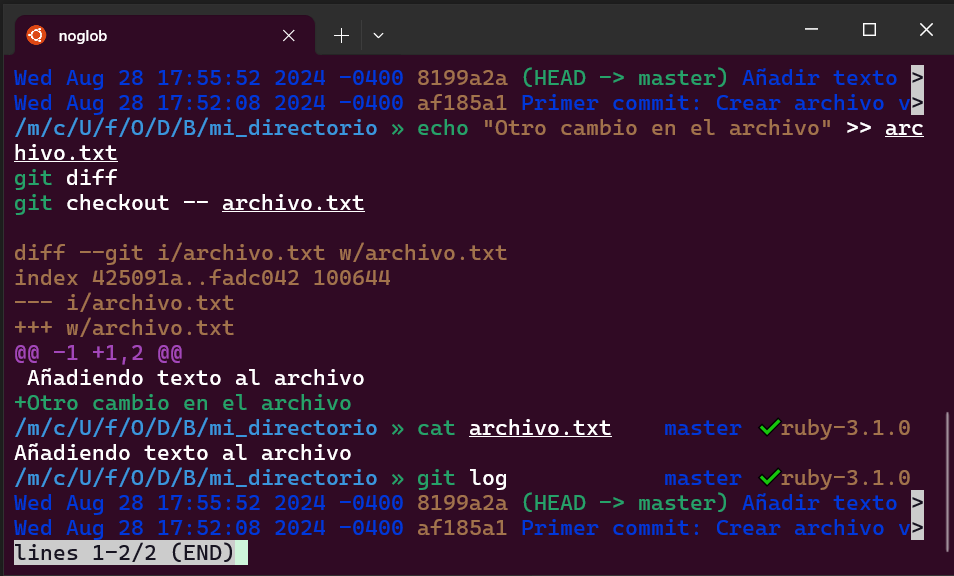 noglob
Wed Aug 28 17:55:52 2024 -0400 8199a2a (HEAD -> master) Añadir texto >
Wed Aug 28 17:52:08 2024 -0400 af185a1 Primer commit: Crear archivo v>
/m/c/U/f/O/D/B/mi_directorio » echo "Otro cambio en el archivo" >> arc
hivo.txt
git diff
git checkout -- archivo.txt
diff --git i/archivo.txt w/archivo.txt
index 425091a..fadc042 100644
--- i/archivo.txt
+++ w/archivo.txt
@@ -1 +1,2 @@
 Añadiendo texto al archivo
+Otro cambio en el archivo
/m/c/U/f/O/D/B/mi_directorio » cat archivo.txt    master ✔ruby-3.1.0
Añadiendo texto al archivo
/m/c/U/f/O/D/B/mi_directorio » git log            master ✔ruby-3.1.0
Wed Aug 28 17:55:52 2024 -0400 8199a2a (HEAD -> master) Añadir texto >
Wed Aug 28 17:52:08 2024 -0400 af185a1 Primer commit: Crear archivo v>
lines 1-2/2 (END)